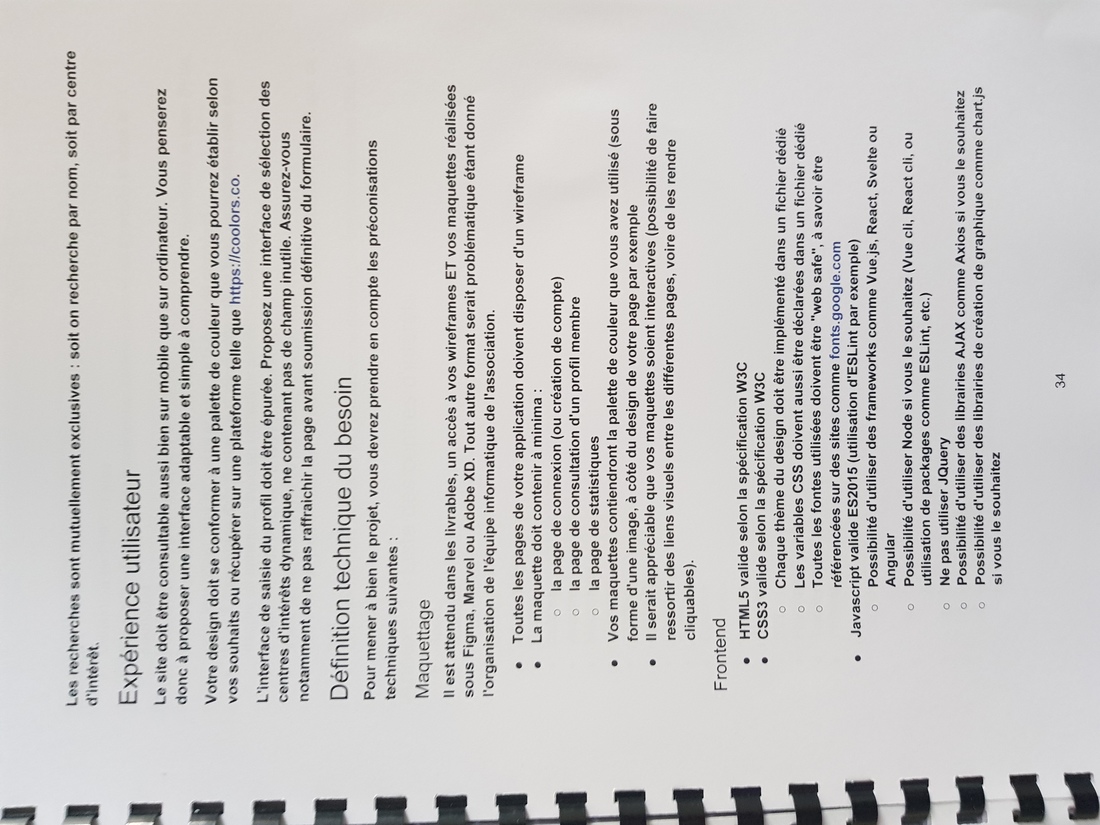 Les recherches sont mutuellement exclusives : soit on recherche par nom, soit par centre
d'intérêt.
Expérience utilisateur
Le site doit être consultable aussi bien sur mobile que sur ordinateur. Vous penserez
donc à proposer une interface adaptable et simple à comprendre.
Votre design doit se conformer à une palette de couleur que vous pourrez établir selon
vos souhaits ou récupérer sur une plateforme telle que https://coolors.co.
L'interface de saisie du profil doit être épurée. Proposez une interface de sélection des
centres d'intérêts dynamique, ne contenant pas de champ inutile. Assurez-vous
notamment de ne pas raffraichir la page avant soumission définitive du formulaire.
Définition technique du besoin
Pour mener à bien le projet, vous devrez prendre en compte les préconisations
techniques suivantes :
Maquettage
Il est attendu dans les livrables, un accès à vos wireframes ET vos maquettes réalisées
sous Figma, Marvel ou Adobe XD. Tout autre format serait problématique étant donné
l'organisation de l'équipe informatique de l'association.
● Toutes les pages de votre application doivent disposer d'un wireframe
● La maquette doit contenir à minima :
○ la page de connexion (ou création de compte)
○ la page de consultation d'un profil membre
○ la page de statistiques
● Vos maquettes contiendront la palette de couleur que vous avez utilisé (sous
forme d'une image, à côté du design de votre page par exemple
● Il serait appréciable que vos maquettes soient interactives (possibilité de faire
ressortir des liens visuels entre les différentes pages, voire de les rendre
cliquables).
Frontend
● HTML5 valide selon la spécification W3C
● CSS3 valide selon la spécification W3C
○ Chaque thème du design doit être implémenté dans un fichier dédié
○ Les variables CSS doivent aussi être déclarées dans un fichier dédié
○ Toutes les fontes utilisées doivent être "web safe", à savoir être
référencées sur des sites comme fonts.google.com
● Javascript valide ES2015 (utilisation d'ESLint par exemple)
○ Possibilité d'utiliser des frameworks comme Vue.js, React, Svelte ou
Angular
○ Possibilité d'utiliser Node si vous le souhaitez (Vue cli, React cli, ou
utilisation de packages comme ESLint, etc.)
○ Ne pas utiliser JQuery
○ Possibilité d'utiliser des librairies AJAX comme Axios si vous le souhaitez
○ Possibilité d'utiliser des librairies de création de graphique comme chart.js
si vous le souhaitez
34